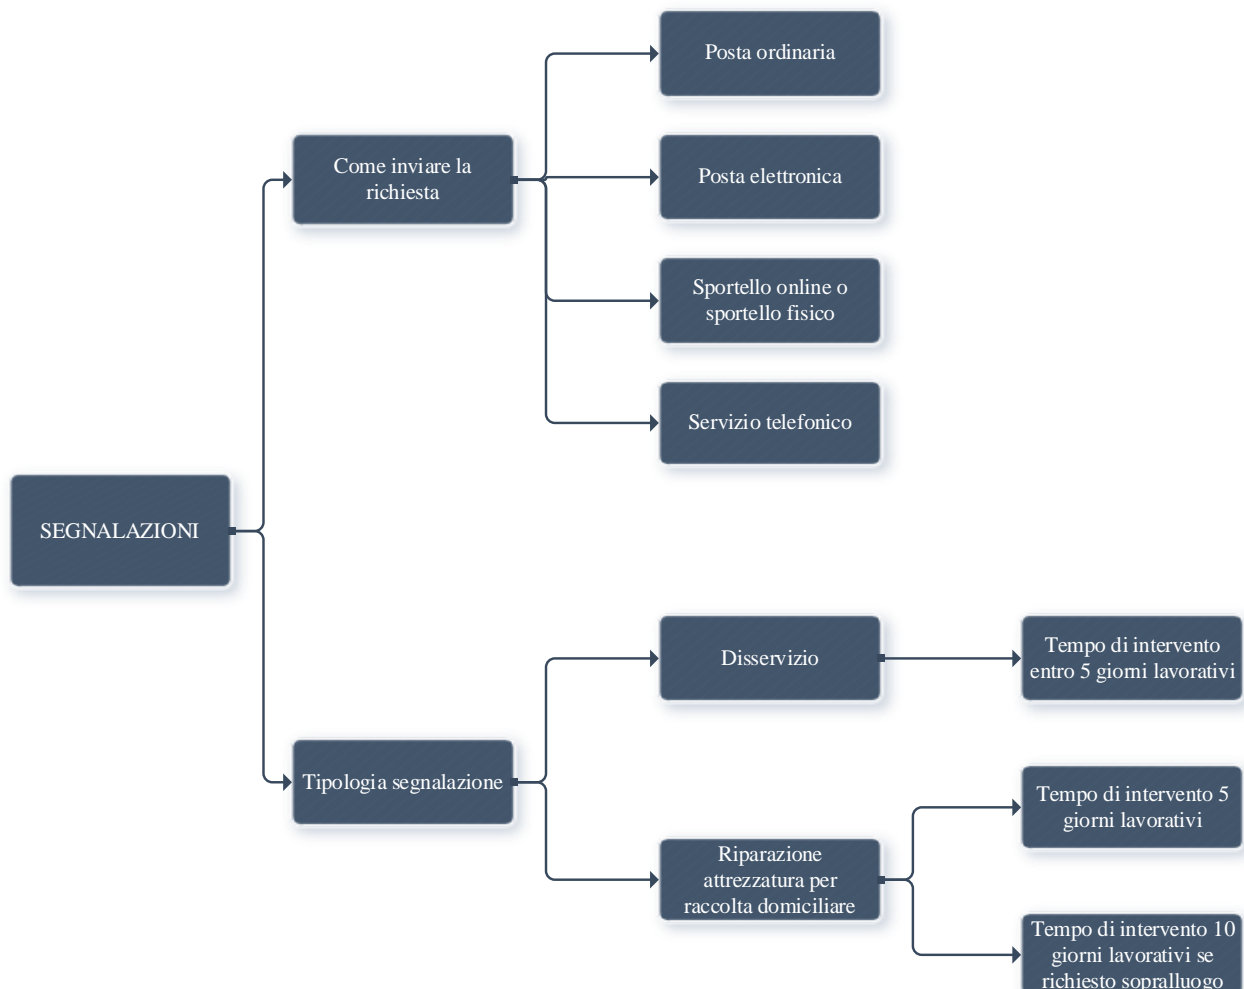 Posta ordinaria
Come inviare la
richiesta
Posta elettronica
Sportello online o
sportello fisico
Servizio telefonico
SEGNALAZIONI
Disservizio
Tempo di intervento
entro 5 giorni lavorativi
Tipologia segnalazione
Tempo di intervento 5
giorni lavorativi
Riparazione
attrezzatura per
raccolta domiciliare
Tempo di intervento 10
giorni lavorativi se
richiesto sopralluogo